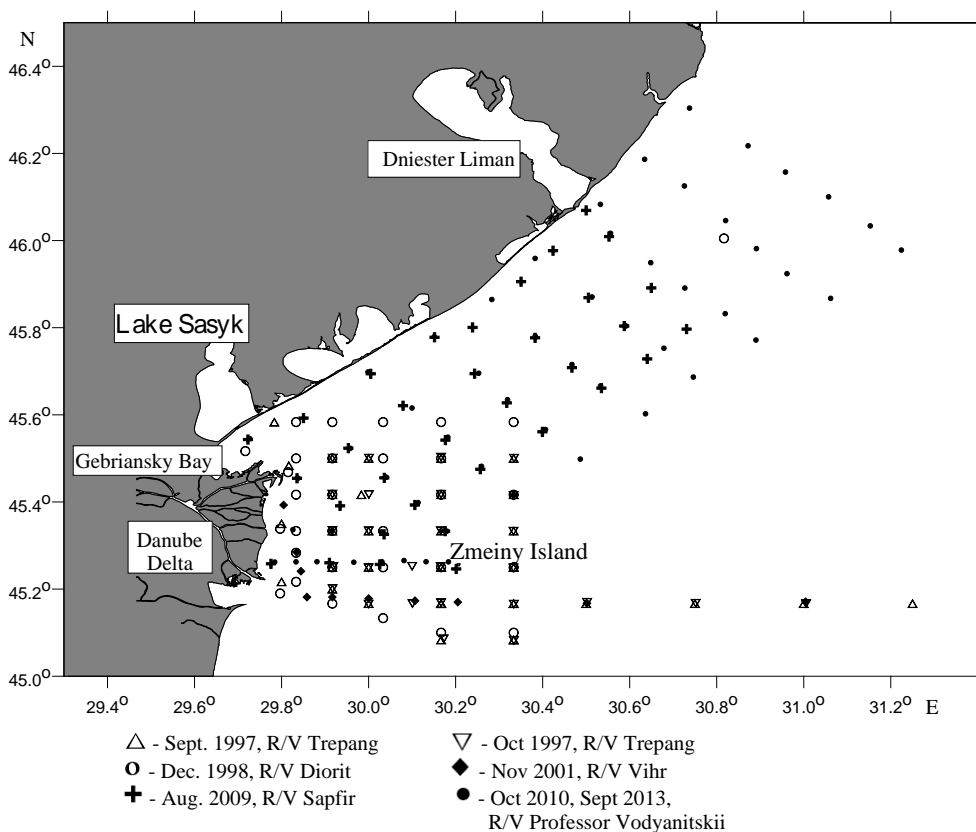 N
46.4°
46.2°
Dniester Liman
46.0°
45.8°
Lake Sasyk
45.6°
Gebriansky Bay
45.4°
Danube
Delta
Zmeiny Island
45.2°
45.0°
29.4° 29.6° 29.8° 30.0° 30.2° 30.4° 30.6° 30.8° 31.0° 31.2° E
- Sept. 1997, R/V Trepang
- Dec. 1998, R/V Diorit
- Aug. 2009, R/V Sapfir
- Oct 1997, R/V Trepang
- Nov 2001, R/V Vihr
- Oct 2010, Sept 2013,
R/V Professor Vodyanitskii